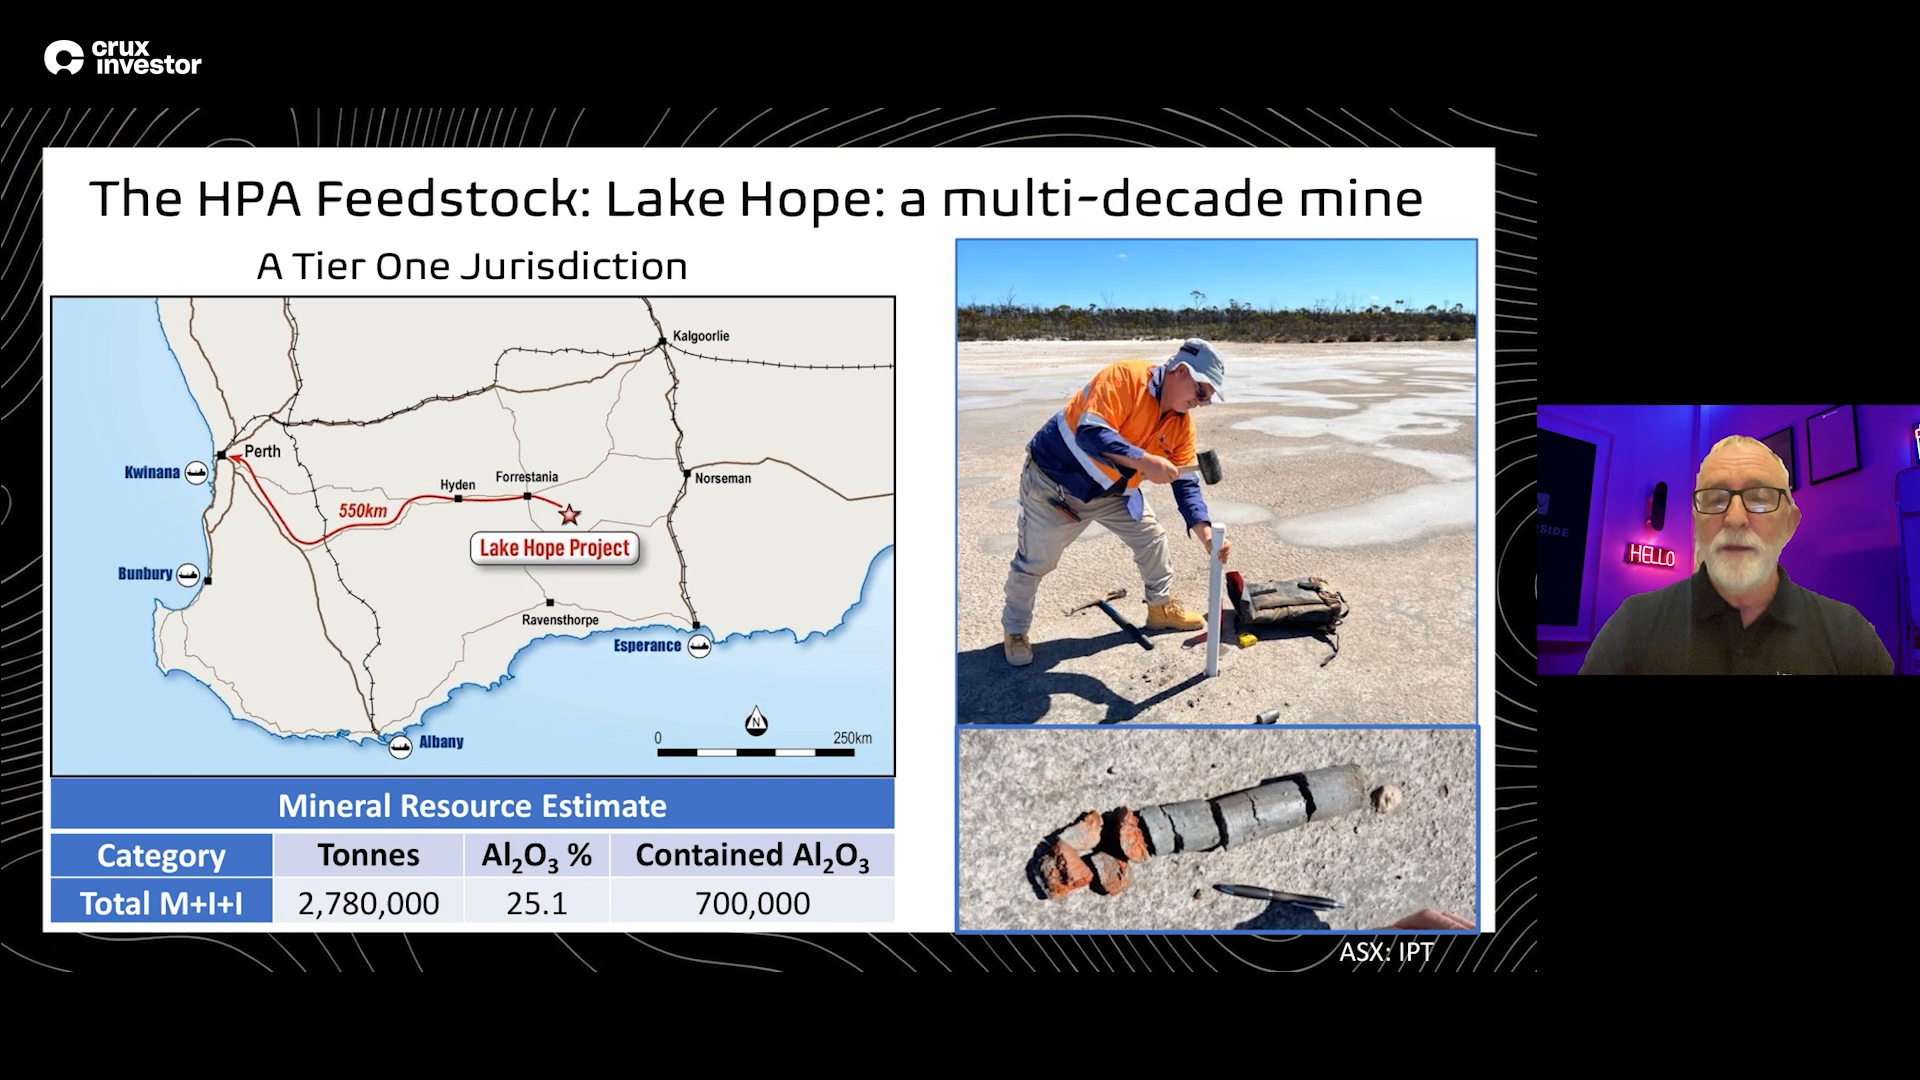 crux
investor
The HPA Feedstock: Lake Hope: a multi-decade mine
A Tier One Jurisdiction
Kalgoorlie
Perth
Kwinana
Norseman
Forrestania
Hyden
550km
Lake Hope Project
Bunbury
Ravensthorpe
Esperance
N
0 250km
Albany
Mineral Resource Estimate
Category Tonnes Al₂O₃ % Contained Al₂O₃
Total M+I+I 2,780,000 25.1 700,000
ASX: IPT
SIDE
HELLO